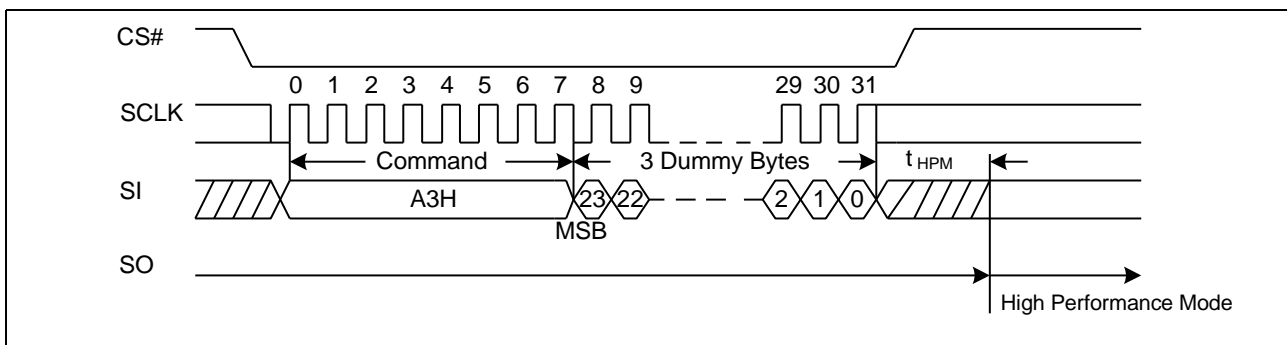 CS#
0 1 2 3 4 5 6 7 8 9 29 30 31
SCLK
Command 3 Dummy Bytes t HPM
SI A3H 23 22 2 1 0
MSB
SO
High Performance Mode